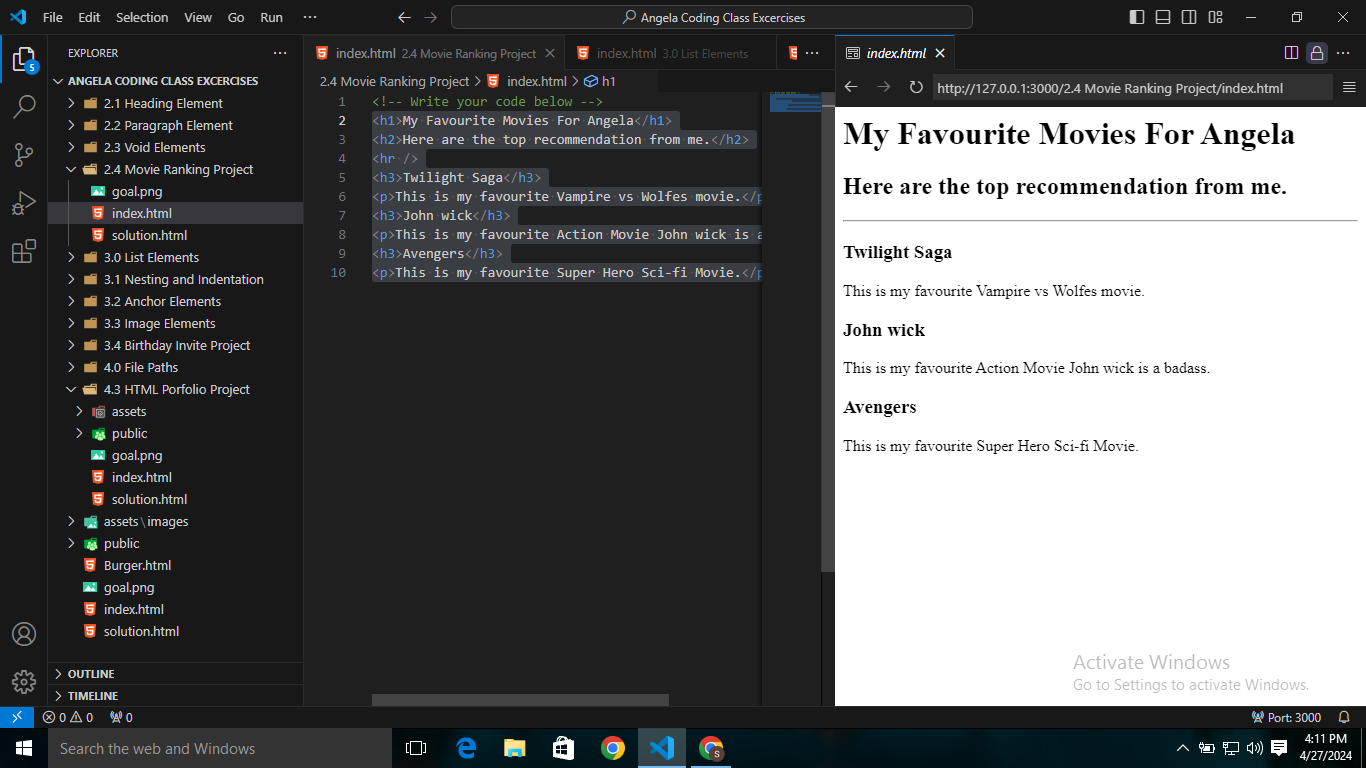 File Edit Selection View Go Run ···
Angela Coding Class Excercises
EXPLORER
ANGELA CODING CLASS EXCERCISES
2.1 Heading Element
2.2 Paragraph Element
2.3 Void Elements
2.4 Movie Ranking Project
goal.png
index.html
solution.html
3.0 List Elements
3.1 Nesting and Indentation
3.2 Anchor Elements
3.3 Image Elements
3.4 Birthday Invite Project
4.0 File Paths
4.3 HTML Porfolio Project
assets
public
goal.png
index.html
solution.html
assets\images
public
Burger.html
goal.png
index.html
solution.html
OUTLINE
TIMELINE
5
index.html 2.4 Movie Ranking Project
index.html 3.0 List Elements
2.4 Movie Ranking Project > index.html > h1
1 <!-- Write your code below -->
2 <h1>My Favourite Movies For Angela</h1>
3 <h2>Here are the top recommendation from me.</h2>
4 <hr />
5 <h3>Twilight Saga</h3>
6 <p>This is my favourite Vampire vs Wolfes movie.</p
7 <h3>John wick</h3>
8 <p>This is my favourite Action Movie John wick is a
9 <h3>Avengers</h3>
10 <p>This is my favourite Super Hero Sci-fi Movie.</p
index.html
http://127.0.0.1:3000/2.4 Movie Ranking Project/index.html
My Favourite Movies For Angela
Here are the top recommendation from me.
Twilight Saga
This is my favourite Vampire vs Wolfes movie.
John wick
This is my favourite Action Movie John wick is a badass.
Avengers
This is my favourite Super Hero Sci-fi Movie.
Activate Windows
Go to Settings to activate Windows.
0 0 0
Port: 3000
Search the web and Windows
S
4:11 PM
4/27/2024